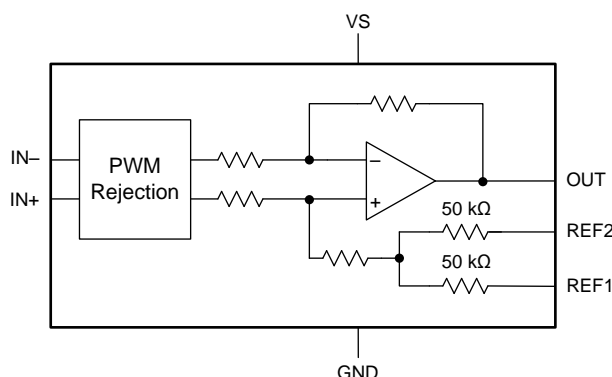 VS
IN–
IN+
PWM
Rejection
–
+
OUT
50 kΩ
REF2
50 kΩ
REF1
GND